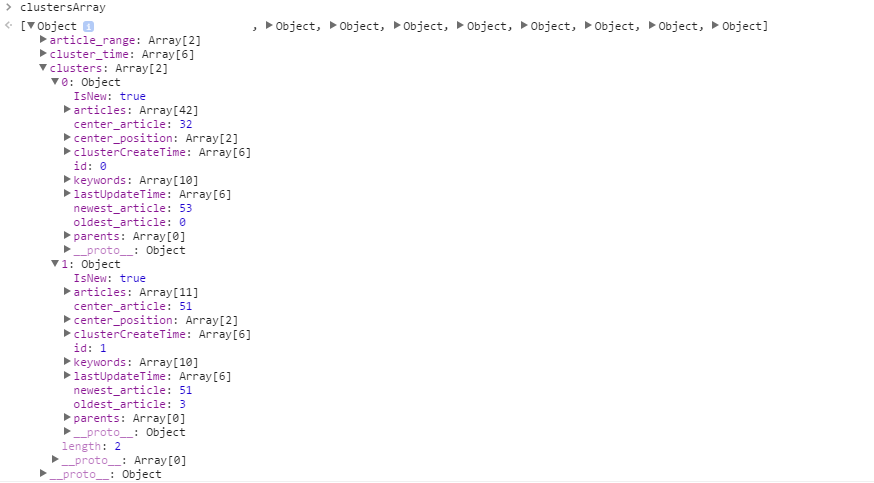 > clustersArray
[▼Object i , ▶Object, ▶Object, ▶Object, ▶Object, ▶Object, ▶Object, ▶Object, ▶Object]
▶article_range: Array[2]
▶cluster_time: Array[6]
▼clusters: Array[2]
▼0: Object
IsNew: true
▶articles: Array[42]
center_article: 32
▶center_position: Array[2]
▶clusterCreateTime: Array[6]
id: 0
▶keywords: Array[10]
▶lastUpdateTime: Array[6]
newest_article: 53
oldest_article: 0
▶parents: Array[0]
▶__proto__: Object
▼1: Object
IsNew: true
▶articles: Array[11]
center_article: 51
▶center_position: Array[2]
▶clusterCreateTime: Array[6]
id: 1
▶keywords: Array[10]
▶lastUpdateTime: Array[6]
newest_article: 51
oldest_article: 3
▶parents: Array[0]
▶__proto__: Object
length: 2
▶__proto__: Array[0]
▶__proto__: Object